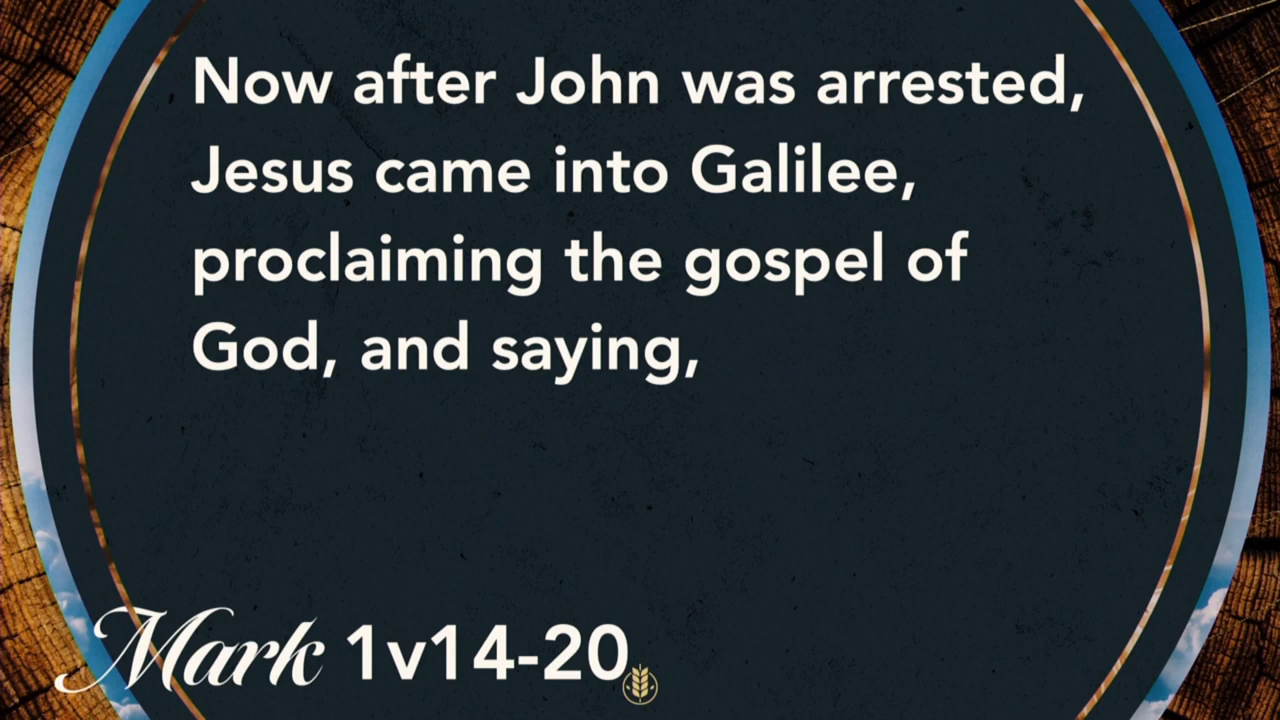 Now after John was arrested,
Jesus came into Galilee,
proclaiming the gospel of
God, and saying,
Mark 1v14-20